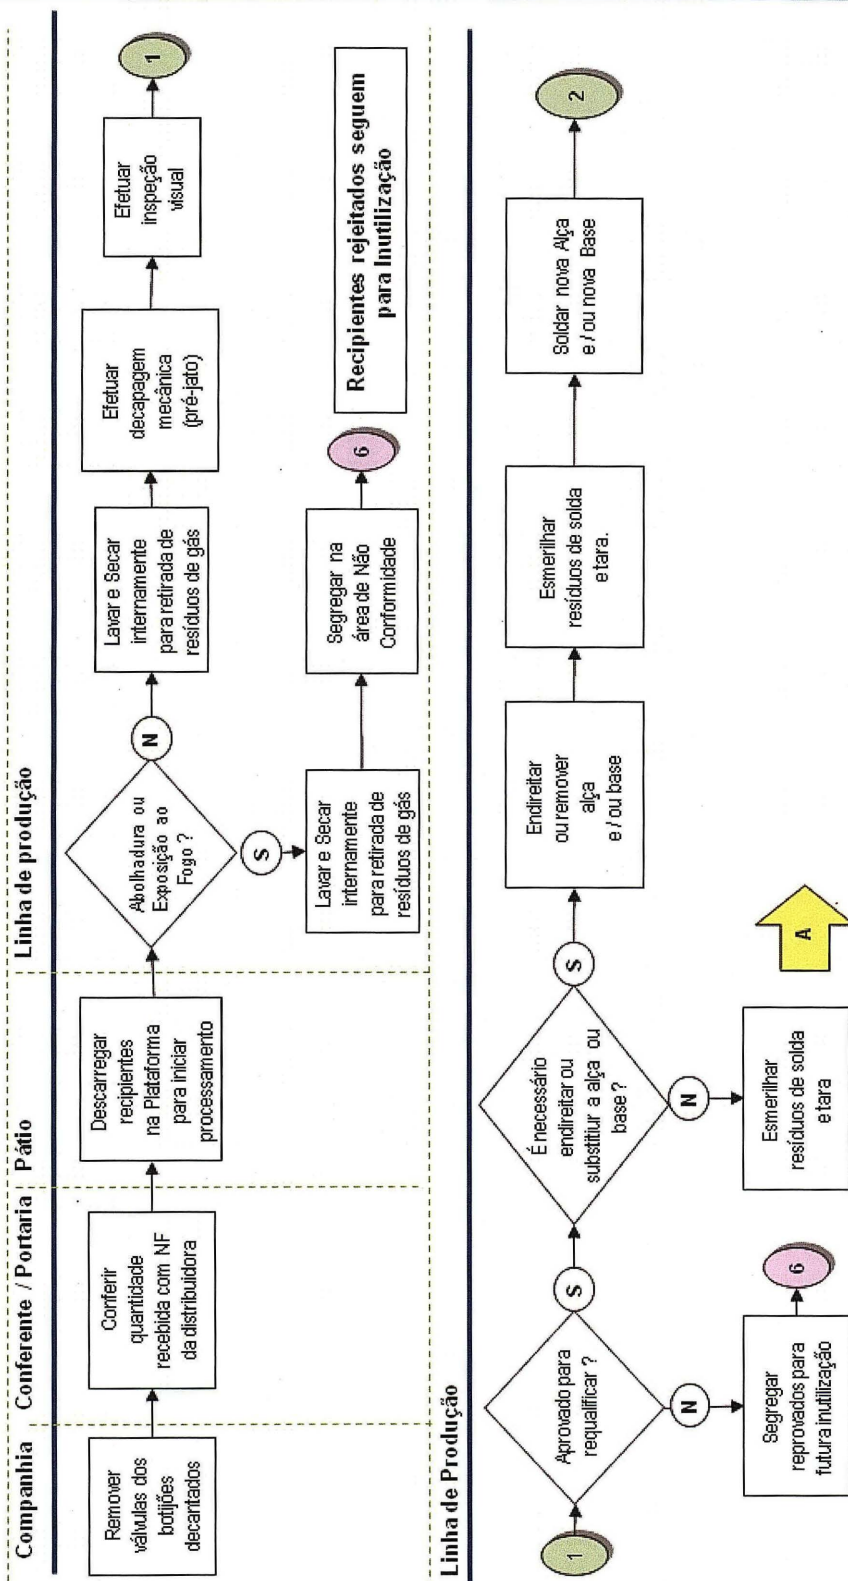 Companhia
Conferente / Portaria
Pátio
Linha de produção
Remover
válvulas dos
botijões
decantados
Conferir
quantidade
recebida com NF
da distribuidora
Descarregar
recipientes
na Plataforma
para iniciar
processamento
Abolhadura ou
Exposição ao
Fogo ?
N
Lavar e Secar
internamente
para retirada de
resíduos de gás
Efetuar
decapagem
mecânica
(pré-jato)
Efetuar
inspeção
visual
1
S
Lavar e Secar
internamente
para retirada de
resíduos de gás
Segregar na
área de Não
Conformidade
6
Recipientes rejeitados seguem
para Inutilização
Linha de Produção
1
Aprovado para
requalificar ?
S
É necessário
endireitar ou
substitiur a alça ou
base ?
S
Endireitar
ou remover
alça
e / ou base
Esmerilhar
resíduos de solda
e tara.
Soldar nova Alça
e / ou nova Base
2
N
Segregar
reprovados para
futura inutilização
6
N
Esmerilhar
resíduos de solda
e tara
A